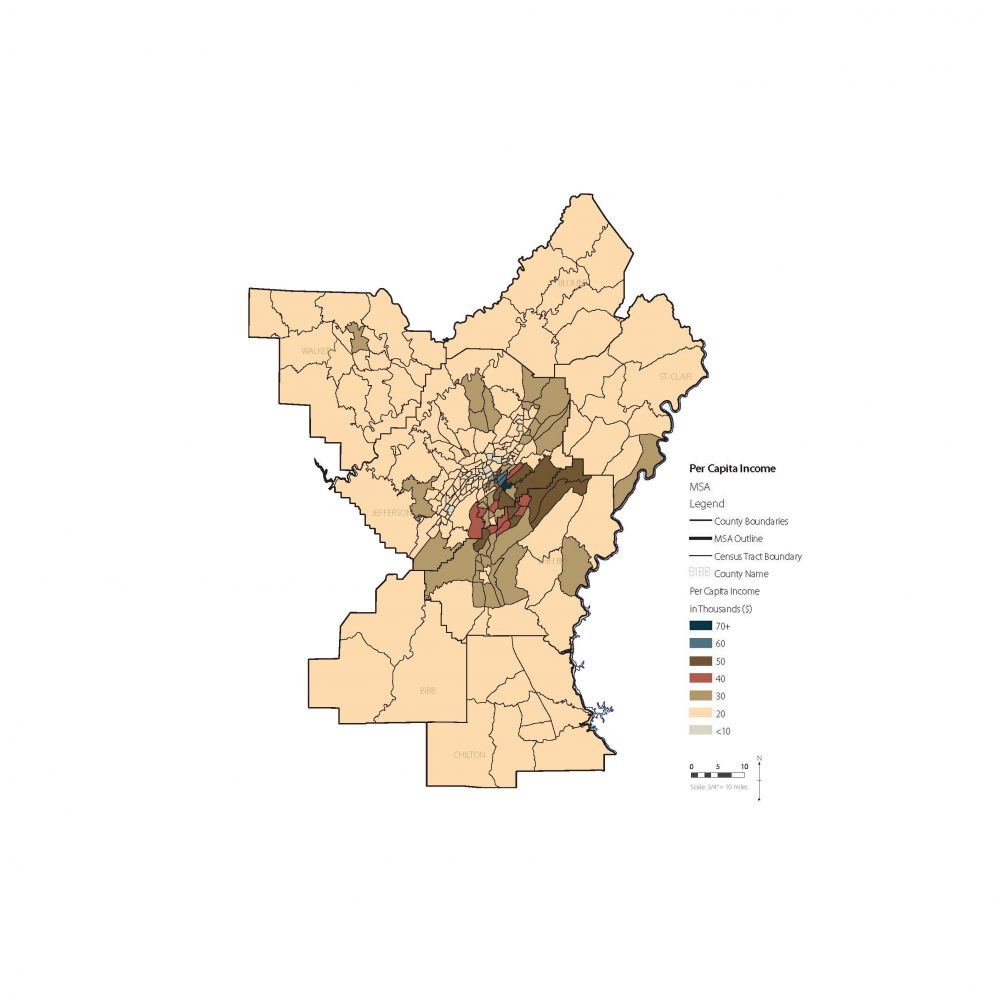 BLOUNT
WALKER
ST. CLAIR
JEFFERSON
BIBB
CHILTON
Per Capita Income
MSA
Legend
County Boundaries
MSA Outline
Census Tract Boundary
BIBB County Name
Per Capita Income
in Thousands ($)
70+
60
50
40
30
20
<10
N
0 5 10
Scale: 3/4" = 10 miles